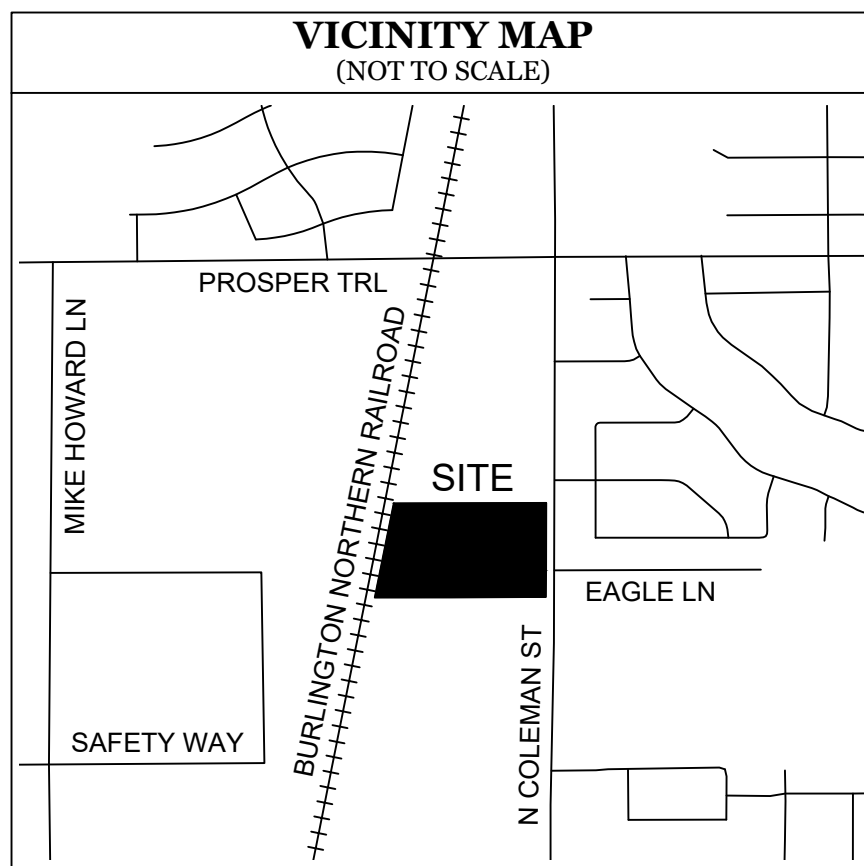 VICINITY MAP
(NOT TO SCALE)
PROSPER TRL
MIKE HOWARD LN
BURLINGTON NORTHERN RAILROAD
SITE
EAGLE LN
N COLEMAN ST
SAFETY WAY